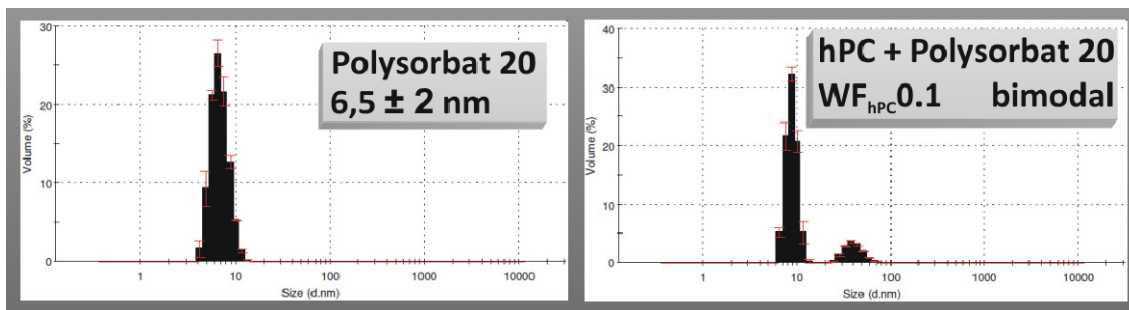 30
20
10
0
Volume (%)
1
10
100
1000
10000
Size (d.nm)
Polysorbat 20
6,5 ± 2 nm
40
30
20
10
0
Volume (%)
1
10
100
1000
10000
Size (d.nm)
hPC + Polysorbat 20
WFhPC0.1 bimodal